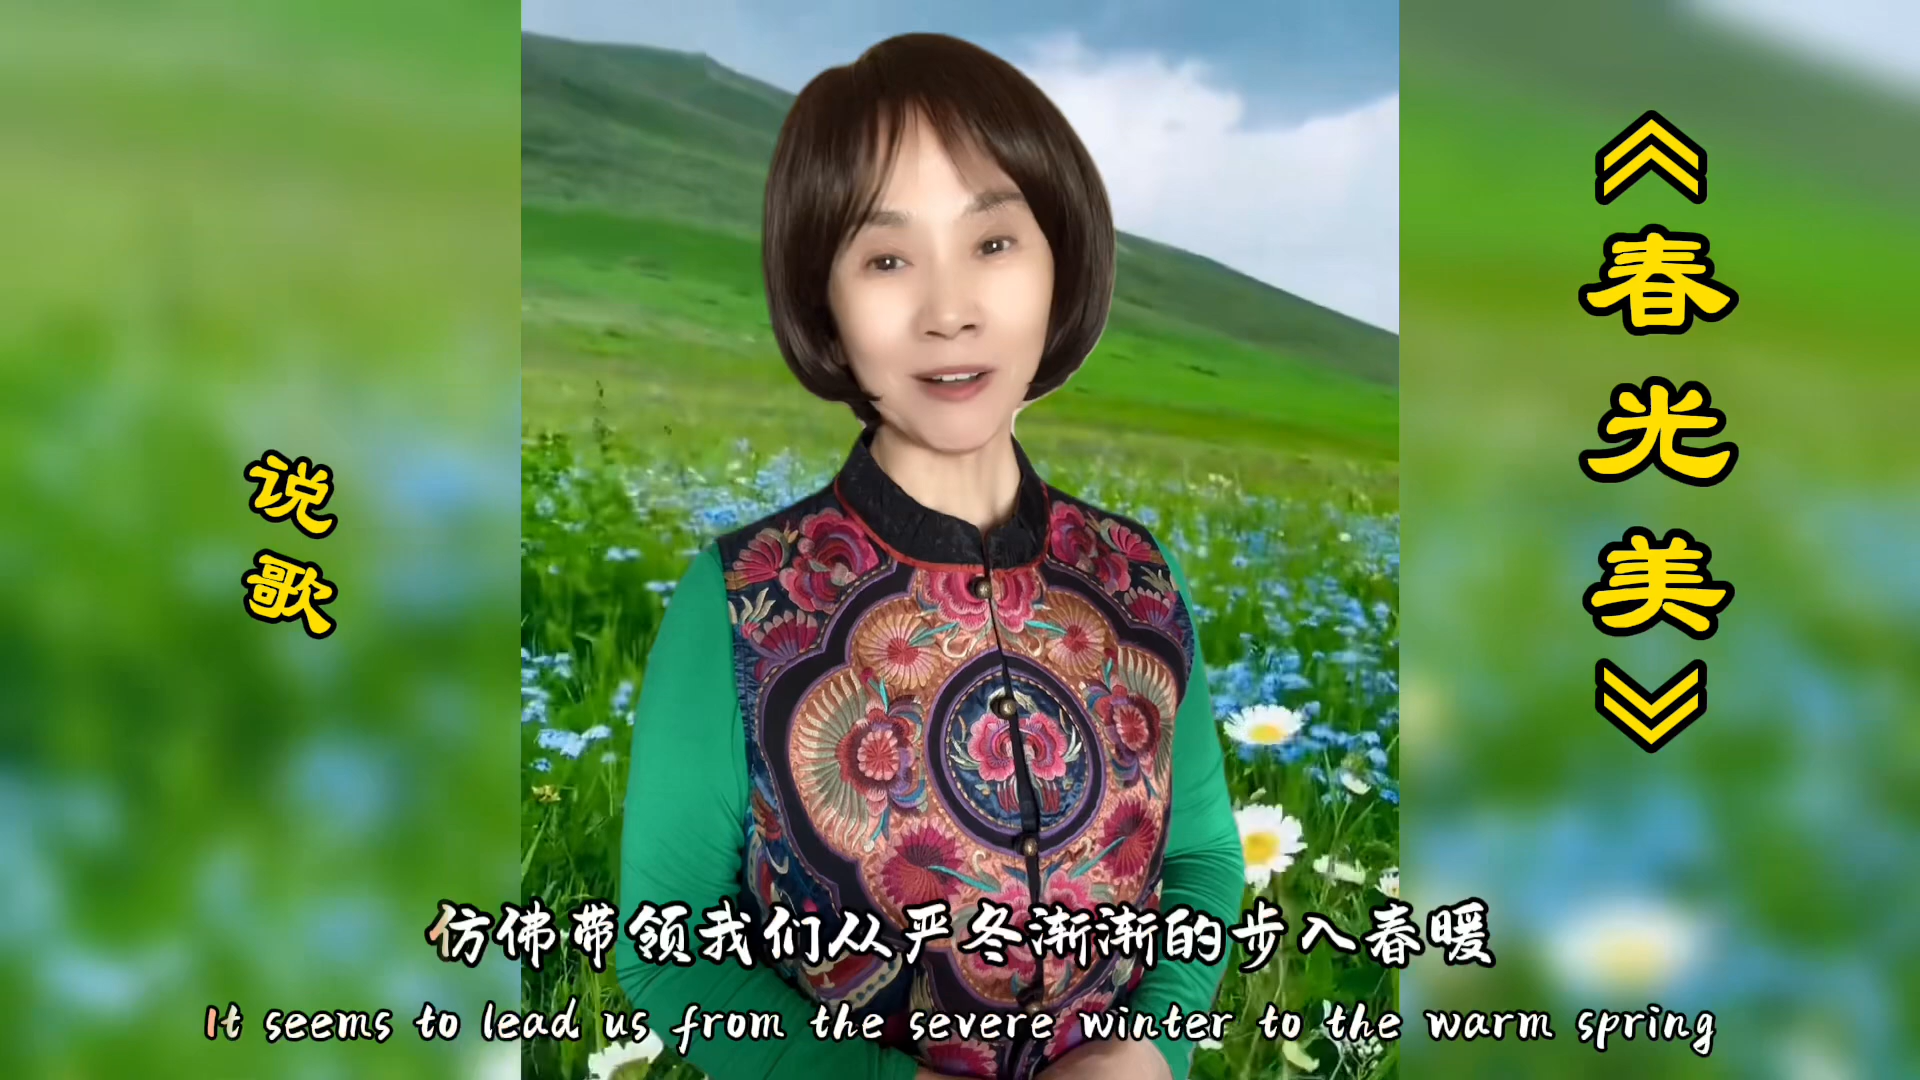 说歌
《春光美》
仿佛带领我们从严冬渐渐的步入春暖
It seems to lead us from the severe winter to the warm spring